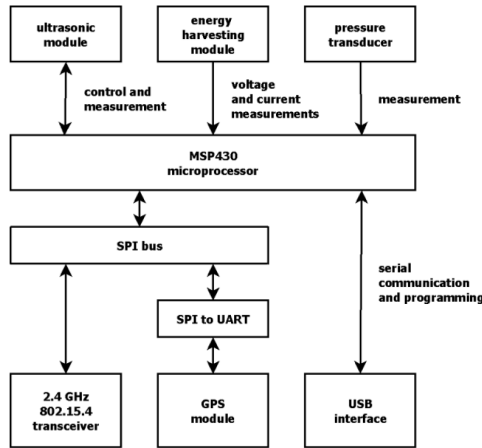 ultrasonic
module
energy
harvesting
module
pressure
transducer
control and
measurement
voltage
and current
measurements
measurement
MSP430
microprocessor
SPI bus
serial
communication
and programming
SPI to UART
2.4 GHz
802.15.4
transceiver
GPS
module
USB
interface